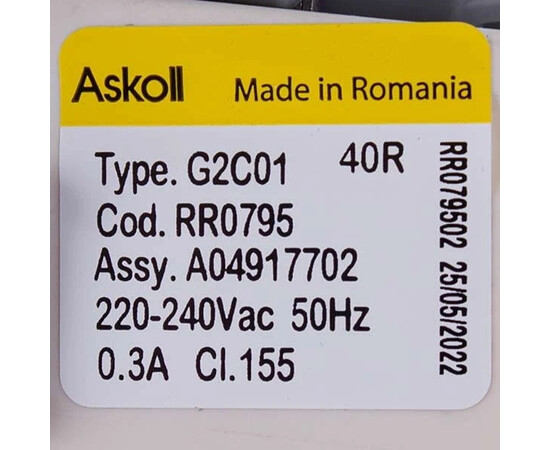 Askoll Made in Romania
Type. G2C01 40R
Cod. RR0795
Assy. A04917702
220-240Vac 50Hz
0.3A Cl.155
RR079502 25/05/2022